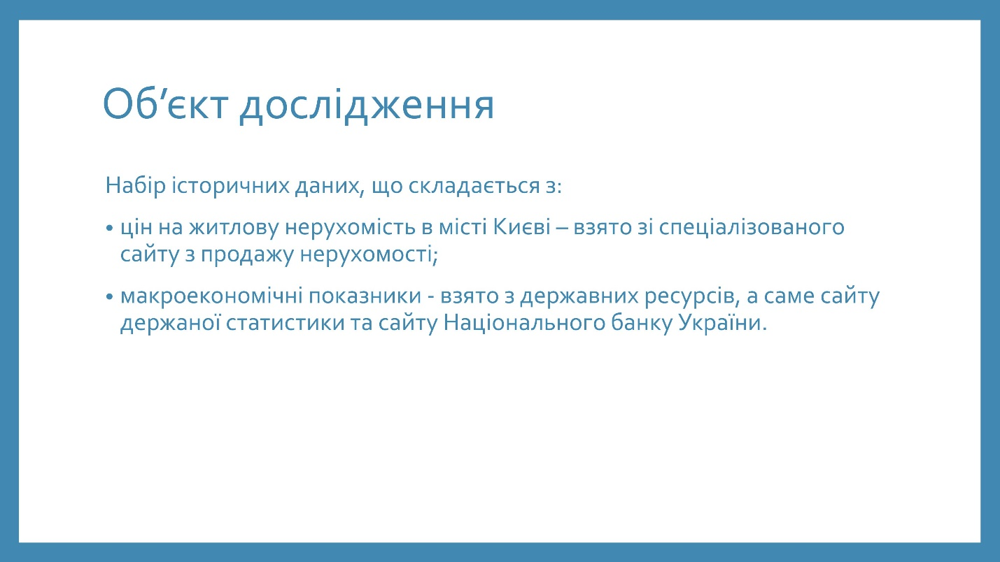 Об’єкт дослідження
Набір історичних даних, що складається з:
• цін на житлову нерухомість в місті Києві – взято зі спеціалізованого
сайту з продажу нерухомості;
• макроекономічні показники - взято з державних ресурсів, а саме сайту
держаної статистики та сайту Національного банку України.